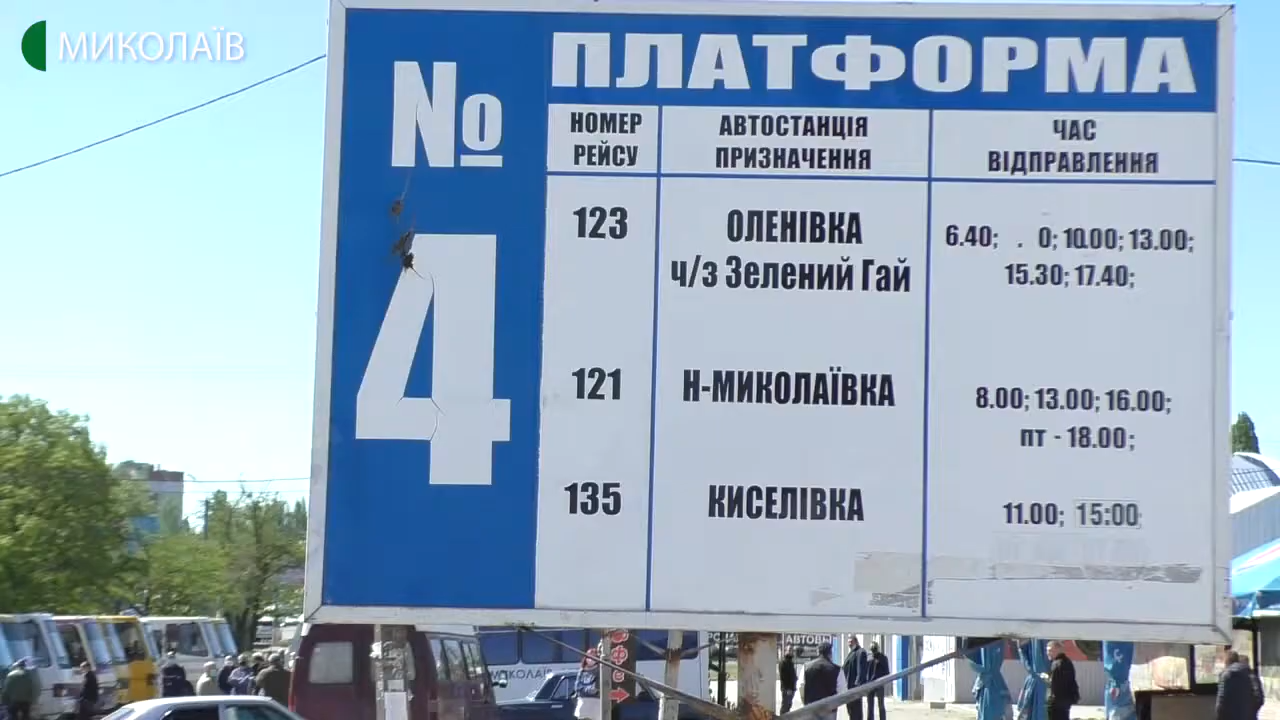 МИКОЛАЇВ
№ 4
ПЛАТФОРМА
НОМЕР РЕЙСУ
АВТОСТАНЦІЯ ПРИЗНАЧЕННЯ
ЧАС ВІДПРАВЛЕННЯ
123
ОЛЕНІВКА
ч/з Зелений Гай
6.40; . 0; 10.00; 13.00;
15.30; 17.40;
121
Н-МИКОЛАЇВКА
8.00; 13.00; 16.00;
пт - 18.00;
135
КИСЕЛІВКА
11.00; 15:00
МИКОЛАЇВ